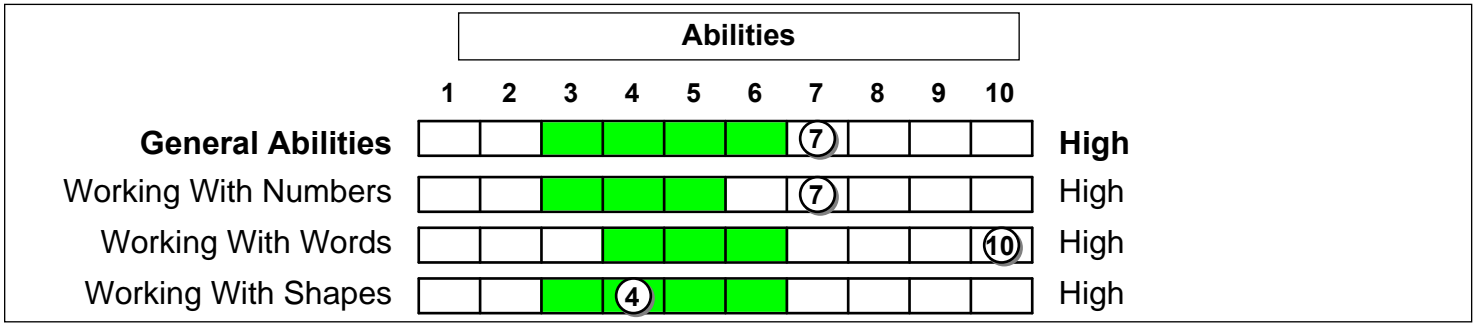 Abilities
1 2 3 4 5 6 7 8 9 10
General Abilities 7 High
Working With Numbers 7 High
Working With Words 10 High
Working With Shapes 4 High